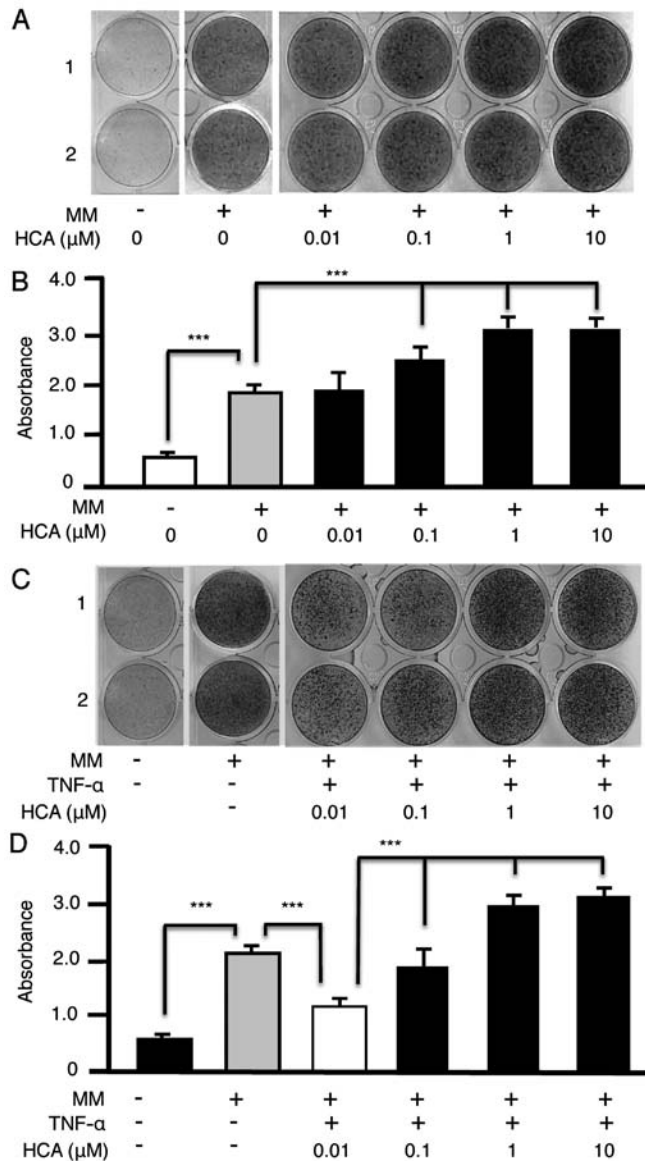 A
1
2
MM - + + + + +
HCA (µM) 0 0 0.01 0.1 1 10
B
4.0
***
3.0
***
2.0
Absorbance
1.0
0
MM - + + + + +
HCA (µM) 0 0 0.01 0.1 1 10
C
1
2
MM - + + + + +
TNF-α - - + + + +
HCA (µM) - 0.01 0.1 1 10
D
4.0
***
3.0
*** ***
2.0
Absorbance
1.0
0
MM - + + + + +
TNF-α - - + + + +
HCA (µM) - - 0.01 0.1 1 10